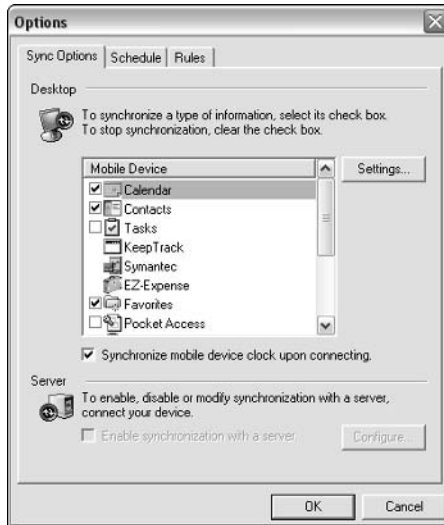 Options
Sync Options
Schedule
Rules
Desktop
To synchronize a type of information, select its check box.
To stop synchronization, clear the check box.
Mobile Device
Settings...
Calendar
Contacts
Tasks
KeepTrack
Symantec
EZ-Expense
Favorites
Pocket Access
Synchronize mobile device clock upon connecting.
Server
To enable, disable or modify synchronization with a server,
connect your device.
Enable synchronization with a server
Configure...
OK
Cancel